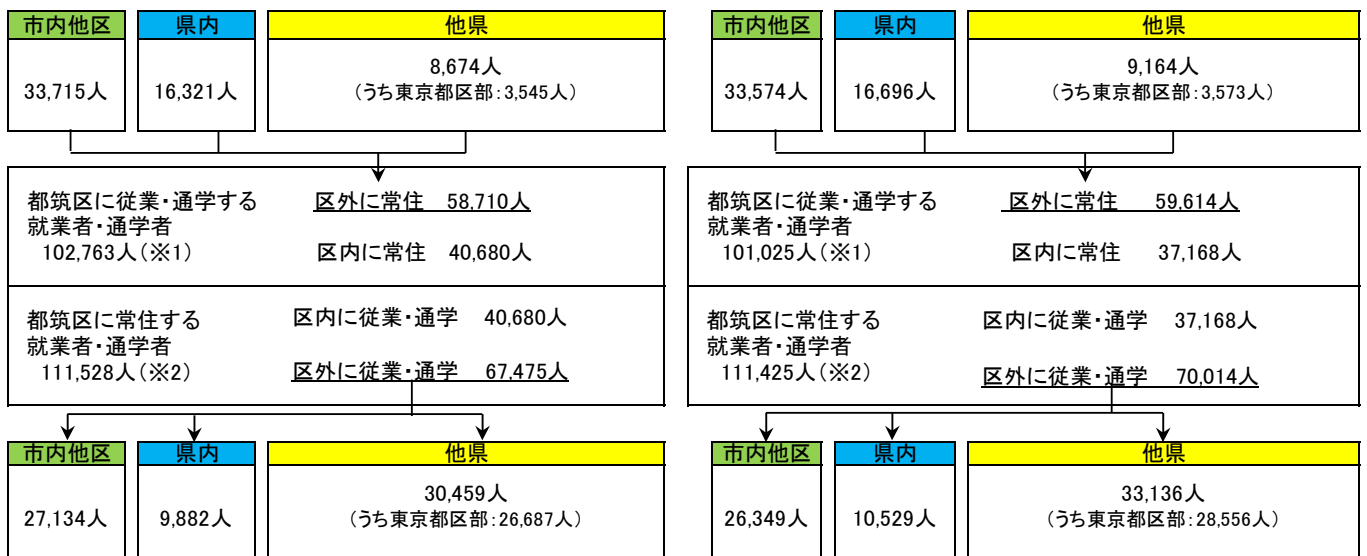 市内他区
県内
他県
33,715人
16,321人
8,674人
(うち東京都区部:3,545人)
都筑区に従業・通学する
就業者・通学者
102,763人(※1)
区外に常住 58,710人
区内に常住 40,680人
都筑区に常住する
就業者・通学者
111,528人(※2)
区内に従業・通学 40,680人
区外に従業・通学 67,475人
市内他区
県内
他県
27,134人
9,882人
30,459人
(うち東京都区部:26,687人)
市内他区
県内
他県
33,574人
16,696人
9,164人
(うち東京都区部:3,573人)
都筑区に従業・通学する
就業者・通学者
101,025人(※1)
区外に常住 59,614人
区内に常住 37,168人
都筑区に常住する
就業者・通学者
111,425人(※2)
区内に従業・通学 37,168人
区外に従業・通学 70,014人
市内他区
県内
他県
26,349人
10,529人
33,136人
(うち東京都区部:28,556人)